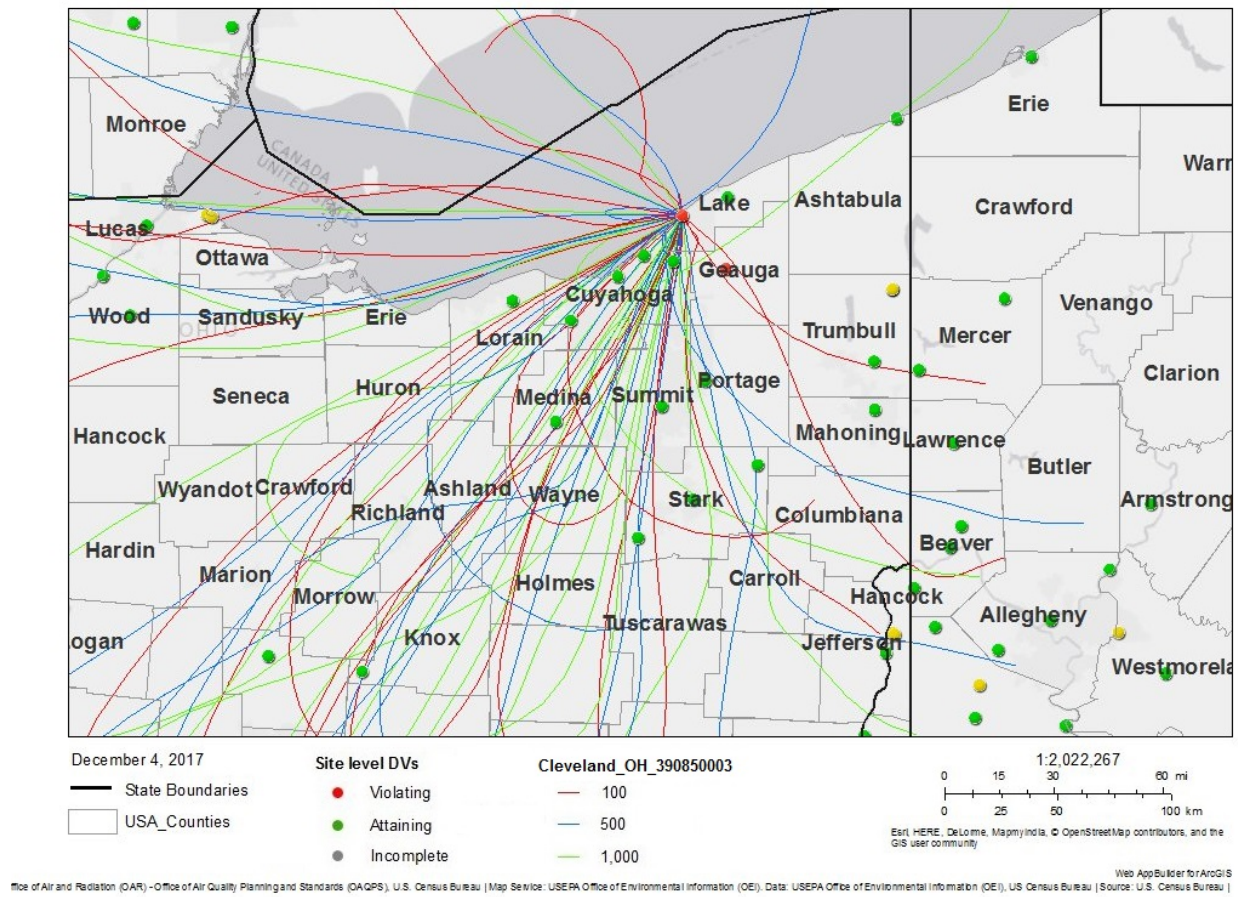 Monroe
Erie
Warr
CANADA
UNITED STATES
Lake
Ashtabula
Crawford
Lucas
Ottawa
Geauga
Cuyahoga
Venango
Wood
OHIO
Sandusky
Erie
Lorain
Trumbull
Mercer
Clarion
Seneca
Huron
Medina
Summit
Portage
Hancock
Mahoning
Lawrence
Butler
Wyandot
Crawford
Ashland
Wayne
Stark
Armstrong
Richland
Columbiana
Hardin
Beaver
Marion
Holmes
Carroll
Morrow
Hancock
Allegheny
ogan
Knox
Tuscarawas
Jefferson
Westmorela
December 4, 2017
State Boundaries
USA_Counties
Site level DVs
Violating
Attaining
Incomplete
Cleveland_OH_390850003
100
500
1,000
1:2,022,267
0 15 30 60 mi
0 25 50 100 km
Esri, HERE, DeLorme, MapmyIndia, © OpenStreetMap contributors, and the
GIS user community
Web AppBuilder for ArcGIS
ffice of Air and Radiation (OAR) - Office of Air Quality Planning and Standards (OAQPS), U.S. Census Bureau | Map Service: USEPA Office of Environmental Information (OEI). Data: USEPA Office of Environmental Information (OEI), US Census Bureau | Source: U.S. Census Bureau |